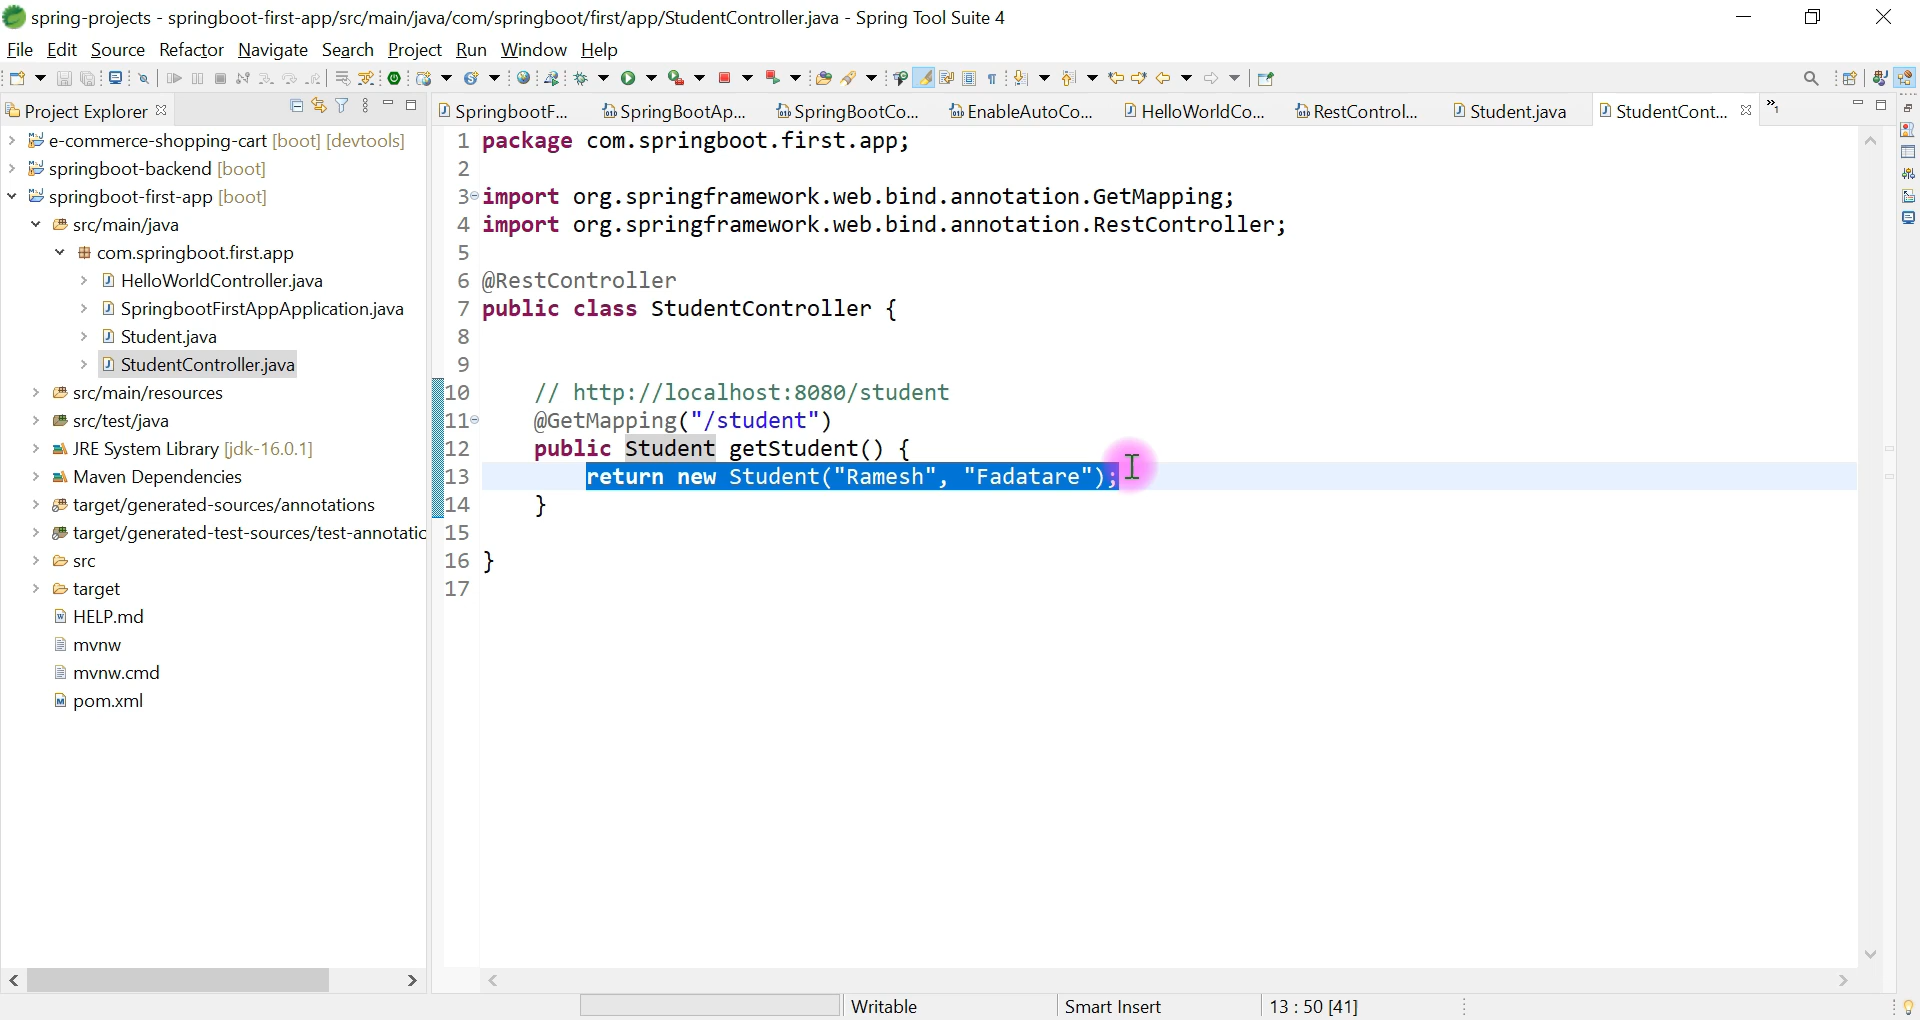 spring-projects - springboot-first-app/src/main/java/com/springboot/first/app/StudentController.java - Spring Tool Suite 4
File Edit Source Refactor Navigate Search Project Run Window Help
Project Explorer
e-commerce-shopping-cart [boot] [devtools]
springboot-backend [boot]
springboot-first-app [boot]
src/main/java
com.springboot.first.app
HelloWorldController.java
SpringbootFirstAppApplication.java
Student.java
StudentController.java
src/main/resources
src/test/java
JRE System Library [jdk-16.0.1]
Maven Dependencies
target/generated-sources/annotations
target/generated-test-sources/test-annotatic
src
target
HELP.md
mvnw
mvnw.cmd
pom.xml
SpringbootF... SpringBootAp... SpringBootCo... EnableAutoCo... HelloWorldCo... RestControl... Student.java StudentCont... »1
1 package com.springboot.first.app;
2
3 import org.springframework.web.bind.annotation.GetMapping;
4 import org.springframework.web.bind.annotation.RestController;
5
6 @RestController
7 public class StudentController {
8
9
10 // http://localhost:8080/student
11 @GetMapping("/student")
12 public Student getStudent() {
13 return new Student("Ramesh", "Fadatare");
14 }
15
16 }
17
Writable Smart Insert 13 : 50 [41]